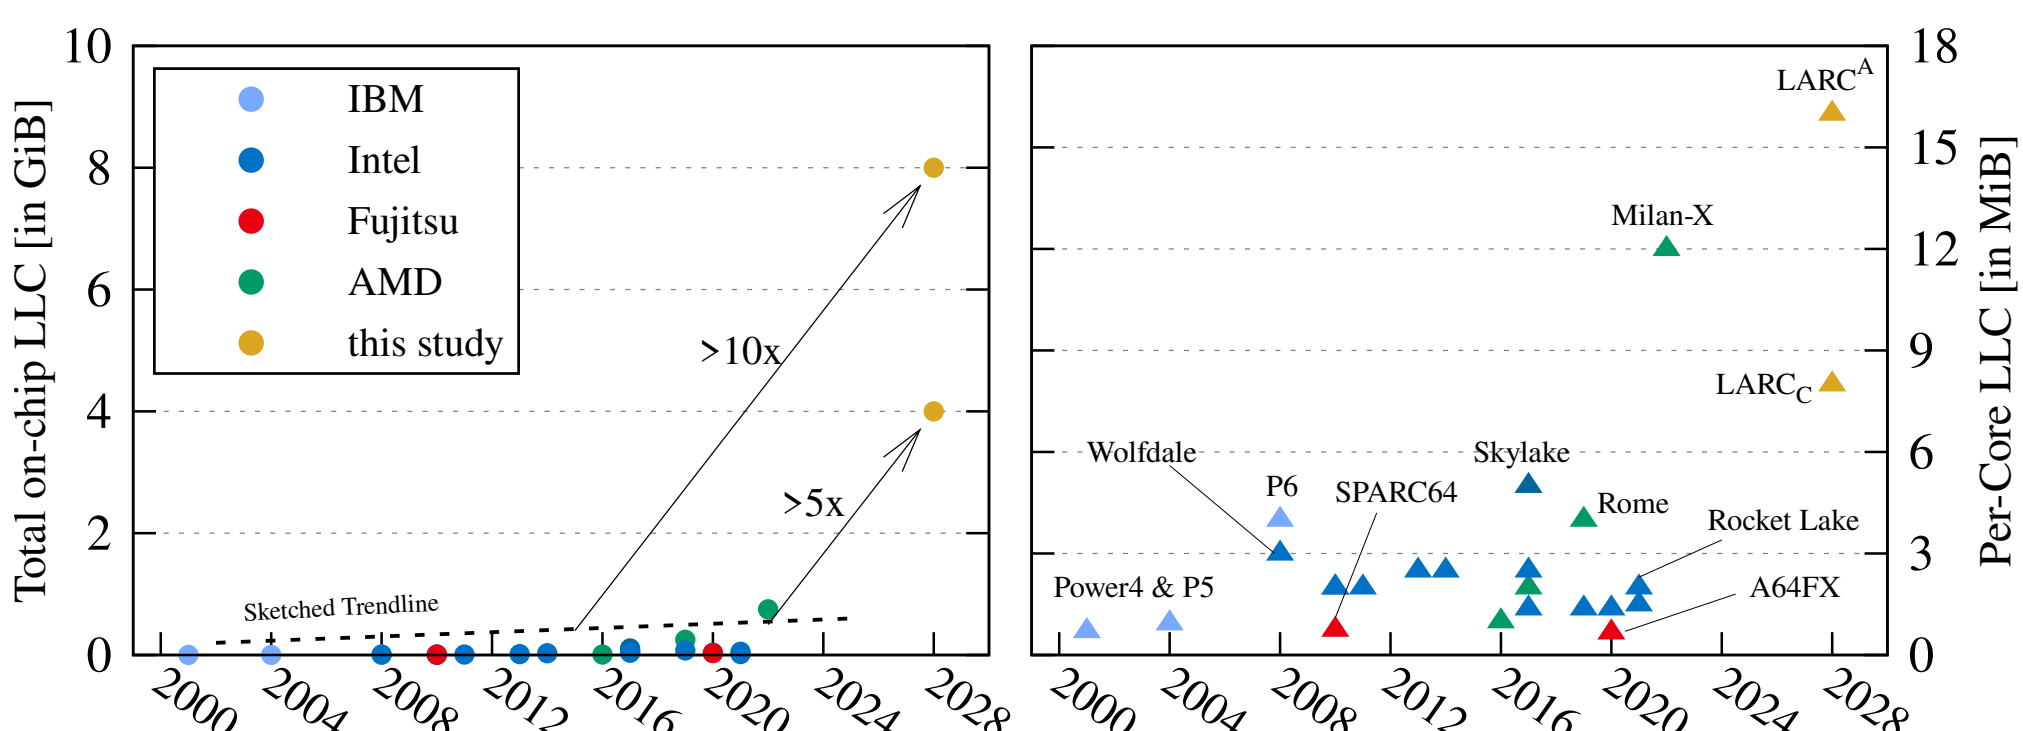 10
8
6
4
2
0
Total on-chip LLC [in GiB]
IBM
Intel
Fujitsu
AMD
this study
>10x
>5x
Sketched Trendline
2000
2004
2008
2012
2016
2020
2024
2028
LARCA
Milan-X
LARCC
Wolfdale
Skylake
P6
SPARC64
Rome
Rocket Lake
Power4 & P5
A64FX
18
15
12
9
6
3
0
Per-Core LLC [in MiB]
2000
2004
2008
2012
2016
2020
2024
2028